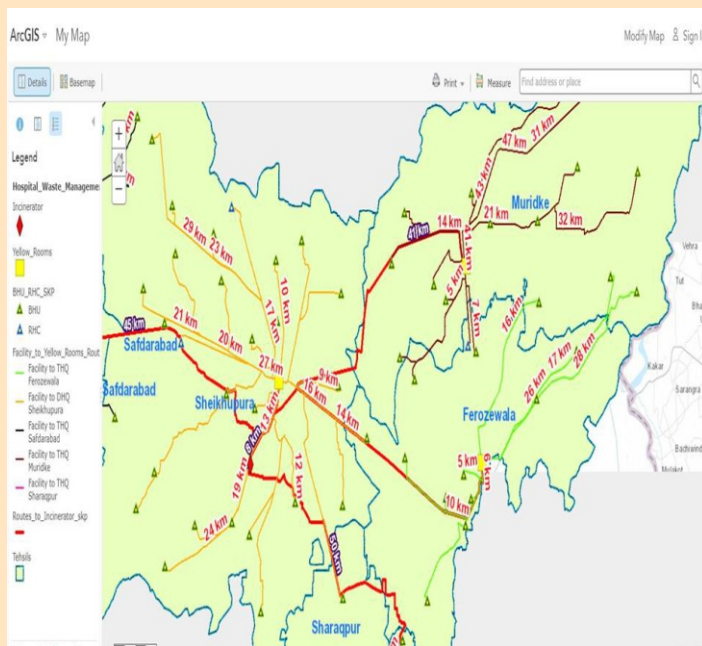 ArcGIS My Map
Modify Map Sign I
Details Basemap Print Measure Find address or place
Legend
Hospital_Waste_Manageme
Incinerator
Yellow_Rooms
BHU_RHC_SKP
BHU
RHC
Facility_to_Yellow_Rooms_Rout
Facility to THQ
Ferozewala
Facility to DHQ
Sheikhupura
Facility to THQ
Safdarabad
Facility to THQ
Muridke
Facility to THQ
Sharaqpur
Routes_to_Incinerator_skp
Tehsils
+
−
47 km
31 km
43 km
Muridke
29 km
23 km
14 km
21 km
32 km
41 km
41 km
10 km
17 km
5 km
7 km
16 km
Vehra
Tut
Bha
45 km
21 km
20 km
Safdarabad
Safdarabad
27 km
9 km
17 km
28 km
26 km
Kakar
Sarangra
Sheikhupura
16 km
14 km
13 km
8 km
Ferozewala
Bachiwind
Mulakot
19 km
12 km
5 km
6 km
10 km
24 km
50 km
Sharaqpur